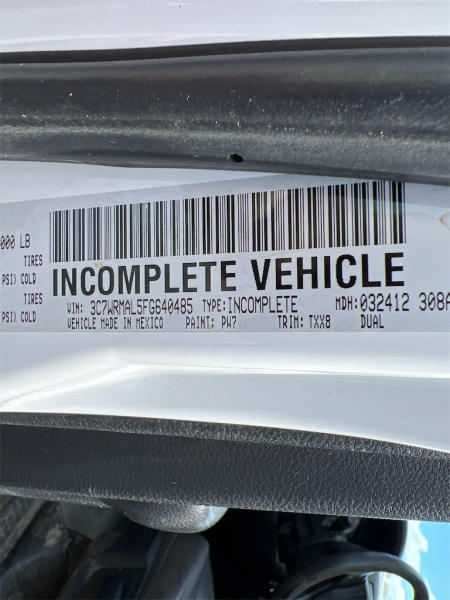 000 LB
TIRES
PSI) COLD
INCOMPLETE VEHICLE
TIRES
PSI) COLD
VIN: 3C7WRMAL5FG640485 TYPE: INCOMPLETE MDH: 032412 308A
VEHICLE MADE IN MEXICO PAINT: PW7 TRIM: TXX8 DUAL